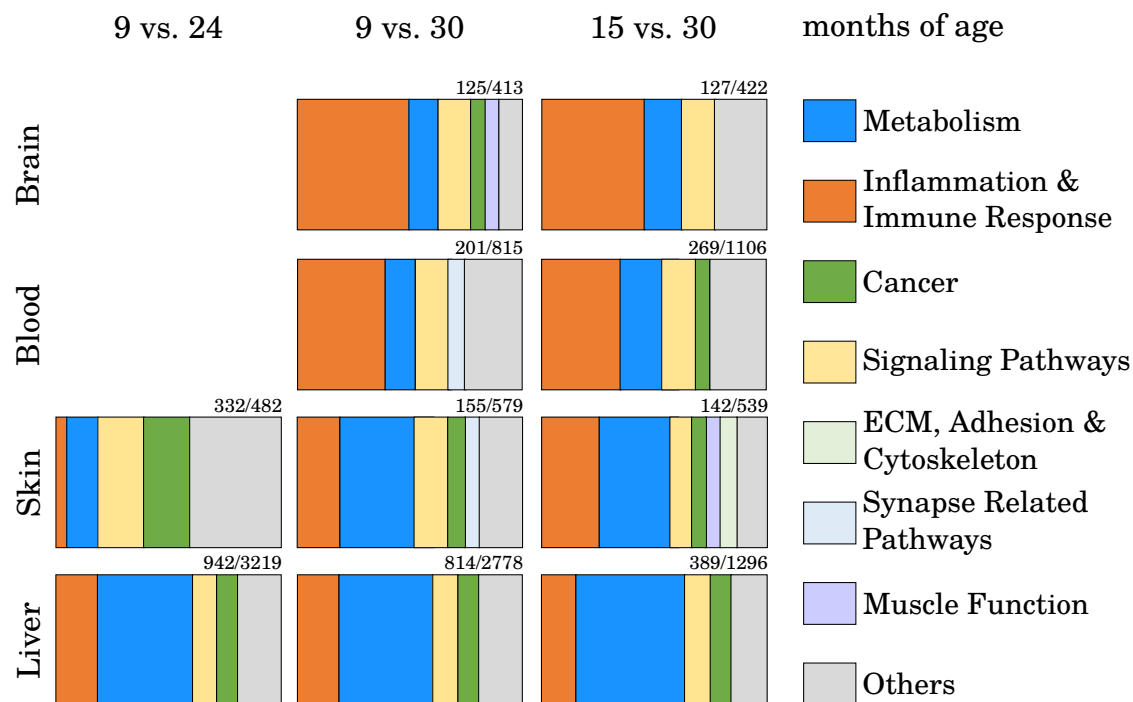 9 vs. 24
9 vs. 30
15 vs. 30
months of age
Brain
125/413
127/422
Blood
201/815
269/1106
Skin
332/482
155/579
142/539
Liver
942/3219
814/2778
389/1296
Metabolism
Inflammation &
Immune Response
Cancer
Signaling Pathways
ECM, Adhesion &
Cytoskeleton
Synapse Related
Pathways
Muscle Function
Others